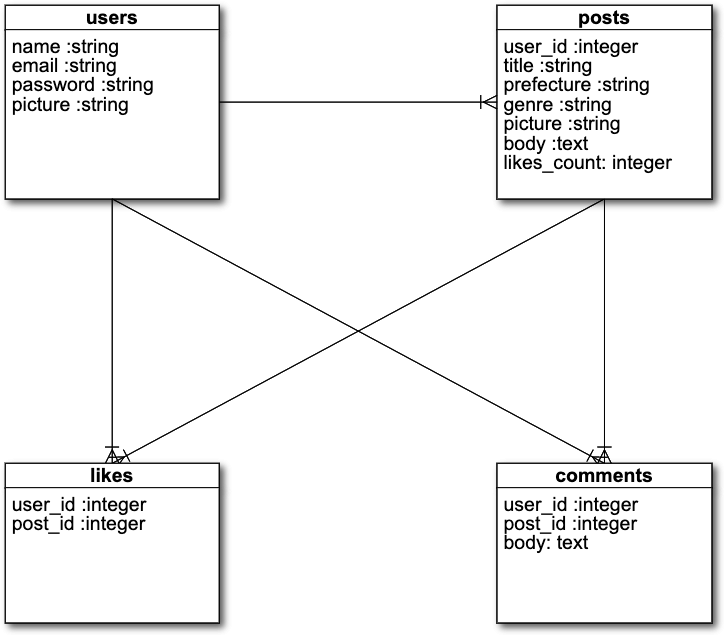 users
name :string
email :string
password :string
picture :string
posts
user_id :integer
title :string
prefecture :string
genre :string
picture :string
body :text
likes_count: integer
likes
user_id :integer
post_id :integer
comments
user_id :integer
post_id :integer
body: text